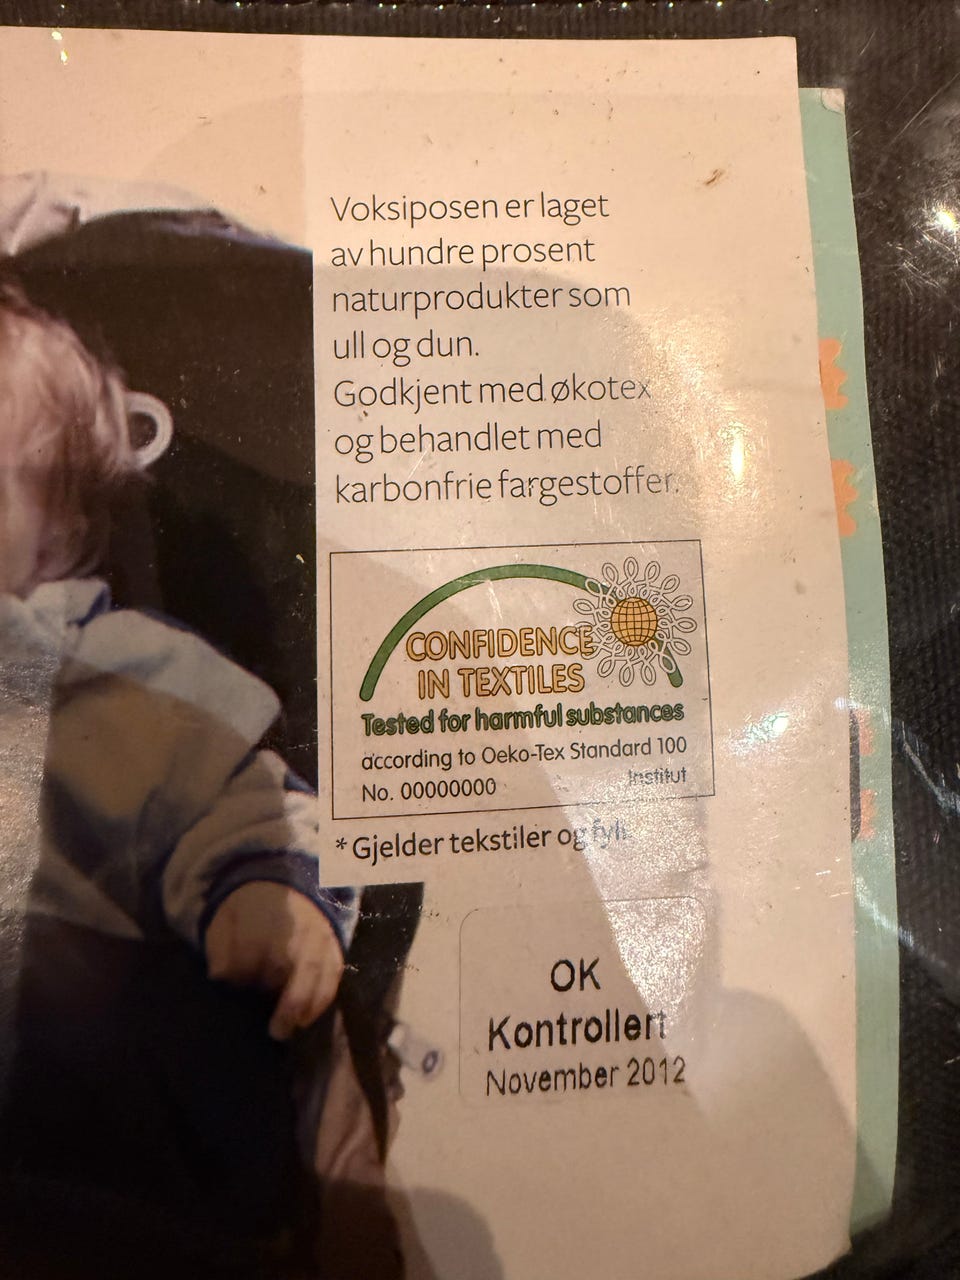 Voksiposen er laget
av hundre prosent
naturprodukter som
ull og dun.
Godkjent med økotex
og behandlet med
karbonfrie fargestoffer.
CONFIDENCE
IN TEXTILES
Tested for harmful substances
according to Oeko-Tex Standard 100
No. 00000000 Institut
* Gjelder tekstiler og fyll.
OK
Kontrollert
November 2012